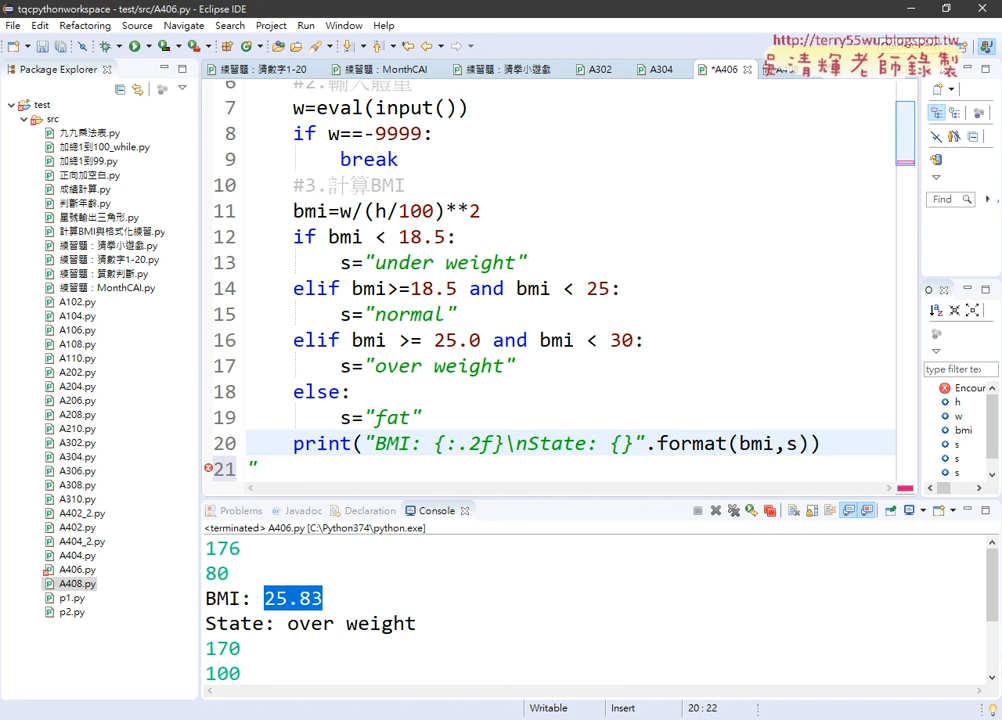 tqcpythonworkspace - test/src/A406.py - Eclipse IDE
File Edit Refactoring Source Navigate Search Project Run Window Help
http://terry55wu.blogspot.tw
吳清輝老師錄製
Package Explorer
練習題：猜數字1-20 練習題：MonthCAI 練習題：猜拳小遊戲 A302 A304 *A406
test
src
九九乘法表.py
加總1到100_while.py
加總1到99.py
正向加空白.py
成績計算.py
判斷年齡.py
星號輸出三角形.py
計算BMI與格式化練習.py
練習題：猜拳小遊戲.py
練習題：猜數字1-20.py
練習題：質數判斷.py
練習題：MonthCAI.py
A102.py
A104.py
A106.py
A108.py
A110.py
A202.py
A204.py
A206.py
A208.py
A210.py
A302.py
A304.py
A306.py
A308.py
A310.py
A402_2.py
A402.py
A404_2.py
A404.py
A406.py
A408.py
p1.py
p2.py
6 #2.輸入體重
7 w=eval(input())
8 if w==-9999:
9 break
10 #3.計算BMI
11 bmi=w/(h/100)**2
12 if bmi < 18.5:
13 s="under weight"
14 elif bmi>=18.5 and bmi < 25:
15 s="normal"
16 elif bmi >= 25.0 and bmi < 30:
17 s="over weight"
18 else:
19 s="fat"
20 print("BMI: {:.2f}\nState: {}".format(bmi,s))
21 "
Find
type filter te
Encour
h
w
bmi
s
s
s
Problems Javadoc Declaration Console
<terminated> A406.py [C:\Python374\python.exe]
176
80
BMI: 25.83
State: over weight
170
100
Writable Insert 20 : 22